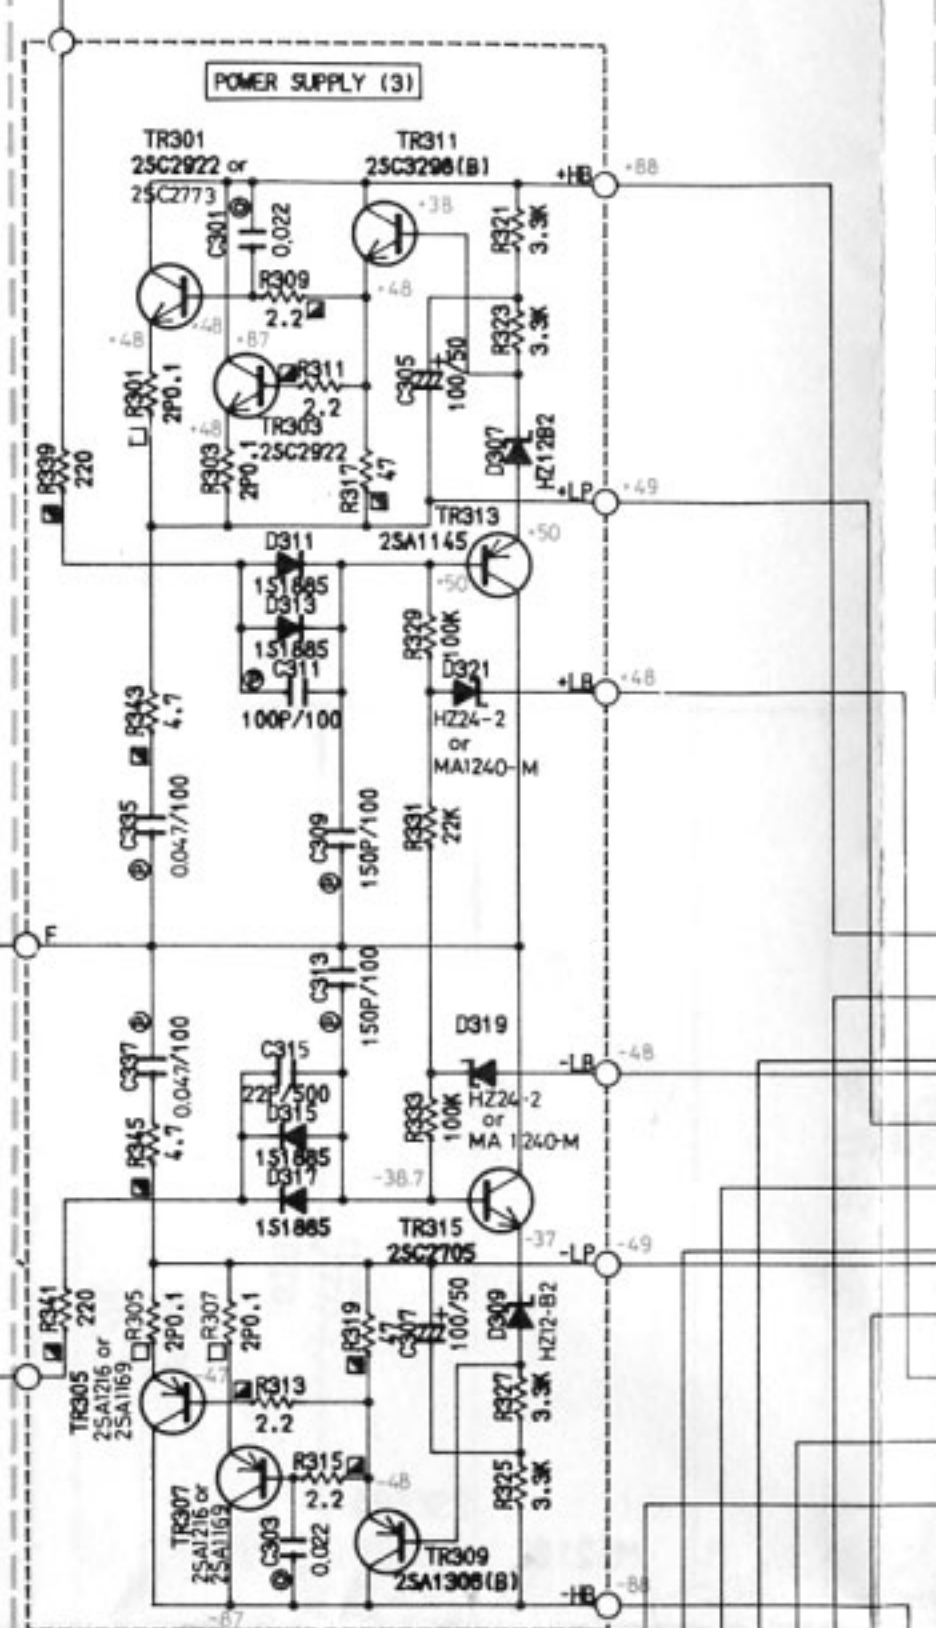 POWER SUPPLY (3)
TR301
2SC2922 or
2SC2773
TR311
2SC3298(B)
+HB
+88
+38
C301
0.022
R321
3.3K
R309
2.2
+48
+48
+48
+87
R323
3.3K
R311
2.2
C305
100/50
R301
2P0.1
TR303
2SC2922
+48
R303
2P0.1
R317
47
D307
HZ12B2
R339
220
+LP
+49
TR313
2SA1145
+50
+50
D311
1S1885
D313
1S1885
C311
100P/100
R329
100K
D321
HZ24-2
or
MA1240-M
+LB
+48
R343
4.7
C335
0.047/100
C309
150P/100
R331
22K
F
C313
150P/100
D319
HZ24-2
or
MA 1240-M
-LB
-48
C337
0.047/100
C315
22P/500
D315
1S1885
D317
1S1885
R333
100K
R345
4.7
-38.7
TR315
2SC2705
-37
-LP
-49
R341
220
R305
2P0.1
R307
2P0.1
R319
47
C307
100/50
D309
HZ12-B2
TR305
2SA1216 or
2SA1169
-47
R313
2.2
R327
3.3K
R315
2.2
-48
R325
3.3K
TR307
2SA1216 or
2SA1169
C303
0.022
TR309
2SA1306(B)
-HB
-88
-87